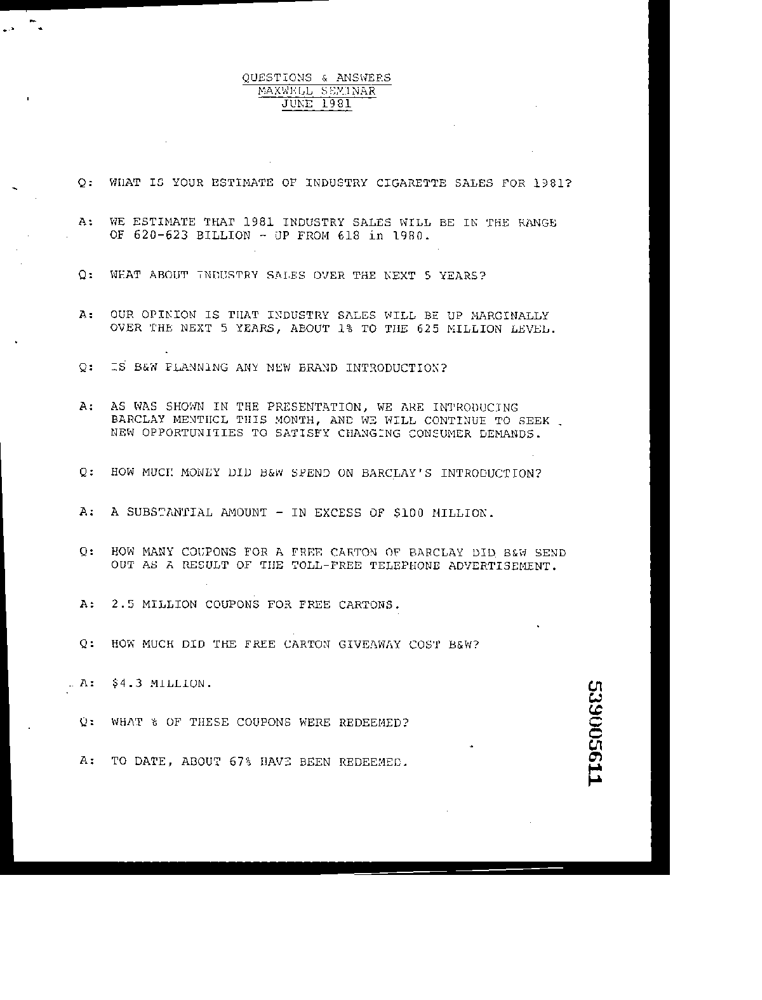 QUESTIONS & ANSWERS
MAXWELL SEMINAR
JUNE 1981
Q: WHAT IS YOUR ESTIMATE OF INDUSTRY CIGARETTE SALES FOR 1981?
A: WE ESTIMATE THAT 1981 INDUSTRY SALES WILL BE IN THE RANGE
OF 620-623 BILLION - UP FROM 618 in 1980.
Q: WHAT ABOUT INDUSTRY SALES OVER THE NEXT 5 YEARS?
A: OUR OPINION IS THAT INDUSTRY SALES WILL BE UP MARGINALLY
OVER THE NEXT 5 YEARS, ABOUT 1% TO THE 625 MILLION LEVEL.
Q: IS B&W PLANNING ANY NEW BRAND INTRODUCTION?
A: AS WAS SHOWN IN THE PRESENTATION, WE ARE INTRODUCING
BARCLAY MENTHOL THIS MONTH, AND WE WILL CONTINUE TO SEEK
NEW OPPORTUNITIES TO SATISFY CHANGING CONSUMER DEMANDS.
Q: HOW MUCH MONEY DID B&W SPEND ON BARCLAY'S INTRODUCTION?
A: A SUBSTANTIAL AMOUNT - IN EXCESS OF $100 MILLION.
Q: HOW MANY COUPONS FOR A FREE CARTON OF BARCLAY DID B&W SEND
OUT AS A RESULT OF THE TOLL-FREE TELEPHONE ADVERTISEMENT.
A: 2.5 MILLION COUPONS FOR FREE CARTONS.
Q: HOW MUCH DID THE FREE CARTON GIVEAWAY COST B&W?
A: $4.3 MILLION.
Q: WHAT % OF THESE COUPONS WERE REDEEMED?
A: TO DATE, ABOUT 67% HAVE BEEN REDEEMED.
539005611